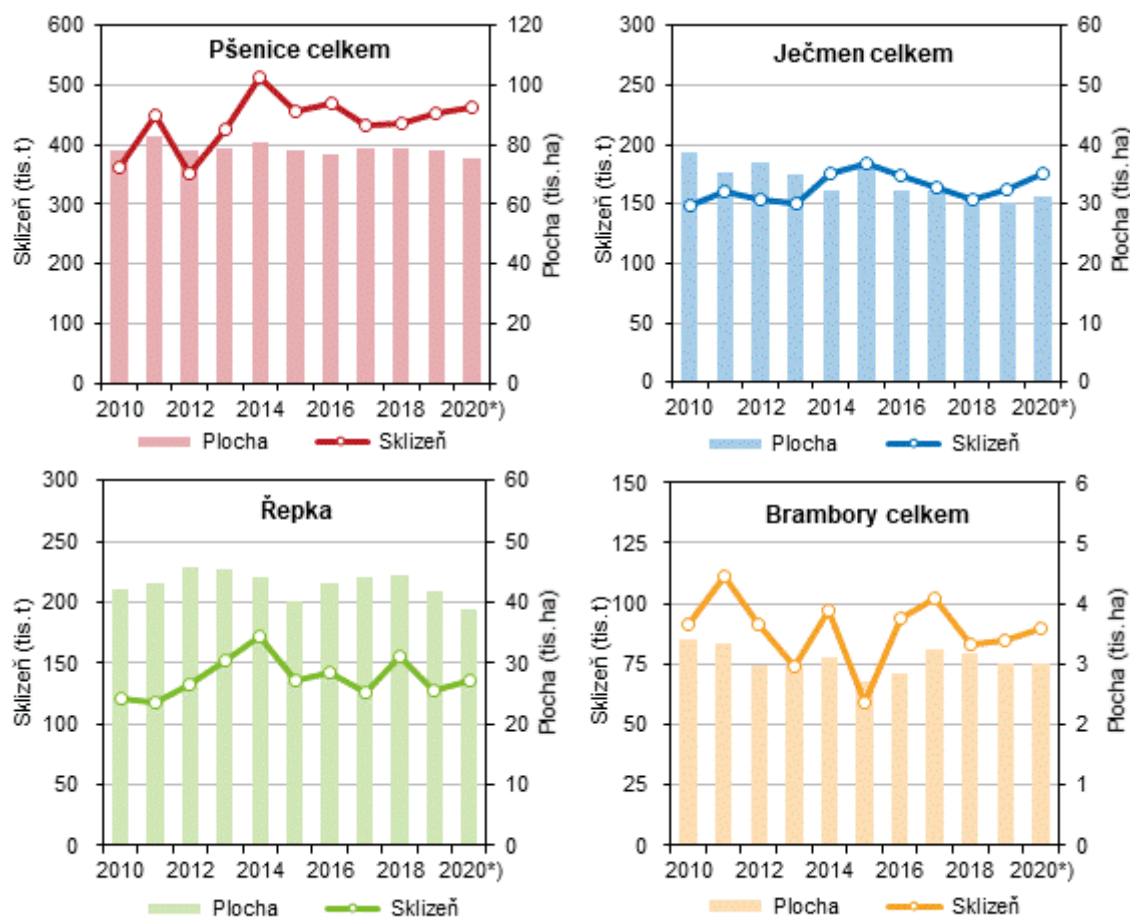 Pšenice celkem
Sklizeň (tis. t)
600
500
400
300
200
100
0
Plocha (tis. ha)
120
100
80
60
40
20
0
2010 2012 2014 2016 2018 2020*)
Plocha Sklizeň
Ječmen celkem
Sklizeň (tis. t)
300
250
200
150
100
50
0
Plocha (tis. ha)
60
50
40
30
20
10
0
2010 2012 2014 2016 2018 2020*)
Plocha Sklizeň
Řepka
Sklizeň (tis. t)
300
250
200
150
100
50
0
Plocha (tis. ha)
60
50
40
30
20
10
0
2010 2012 2014 2016 2018 2020*)
Plocha Sklizeň
Brambory celkem
Sklizeň (tis. t)
150
125
100
75
50
25
0
Plocha (tis. ha)
6
5
4
3
2
1
0
2010 2012 2014 2016 2018 2020*)
Plocha Sklizeň